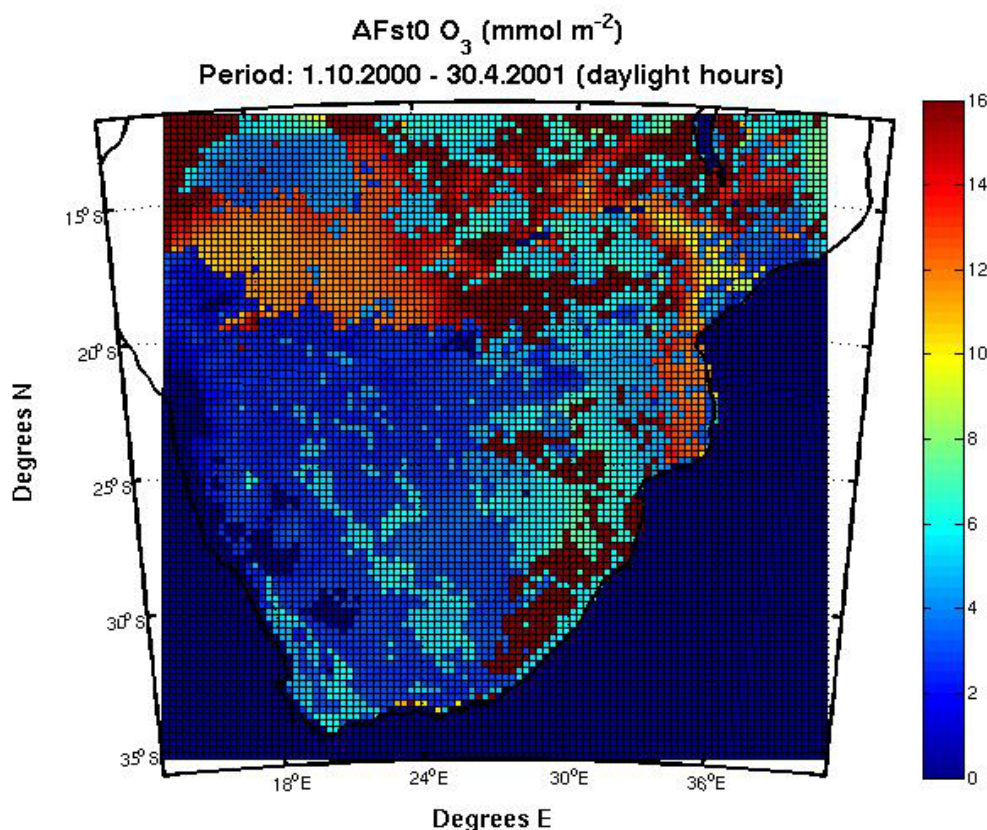 AFst0 O₃ (mmol m⁻²)
Period: 1.10.2000 - 30.4.2001 (daylight hours)
16
14
12
10
8
6
4
2
0
15° S
20° S
25° S
30° S
35° S
18°E
24°E
30°E
36°E
Degrees N
Degrees E